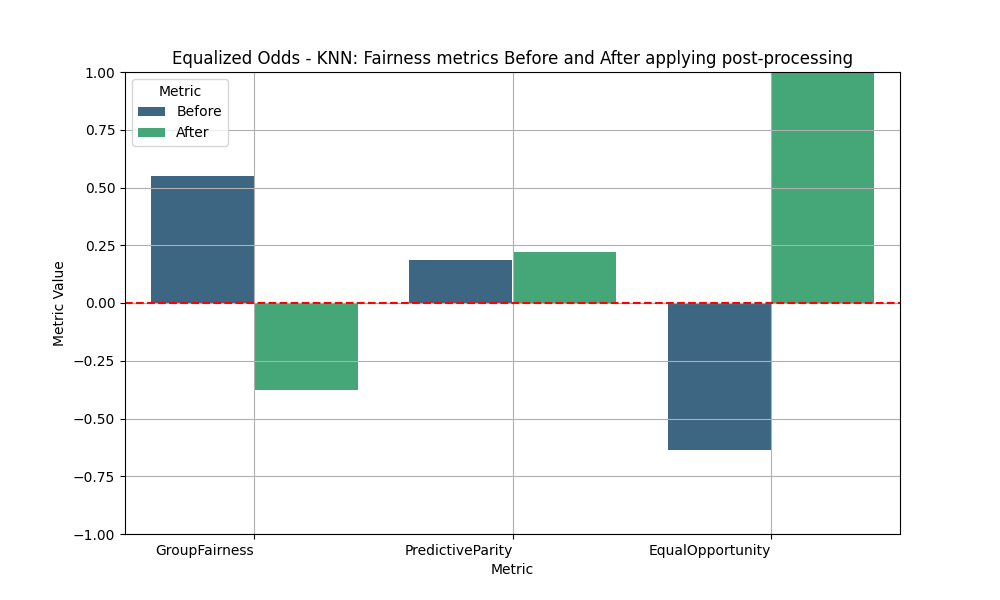 Equalized Odds - KNN: Fairness metrics Before and After applying post-processing
Metric
Before
After
1.00
0.75
0.50
0.25
0.00
−0.25
−0.50
−0.75
−1.00
Metric Value
GroupFairness
PredictiveParity
EqualOpportunity
Metric